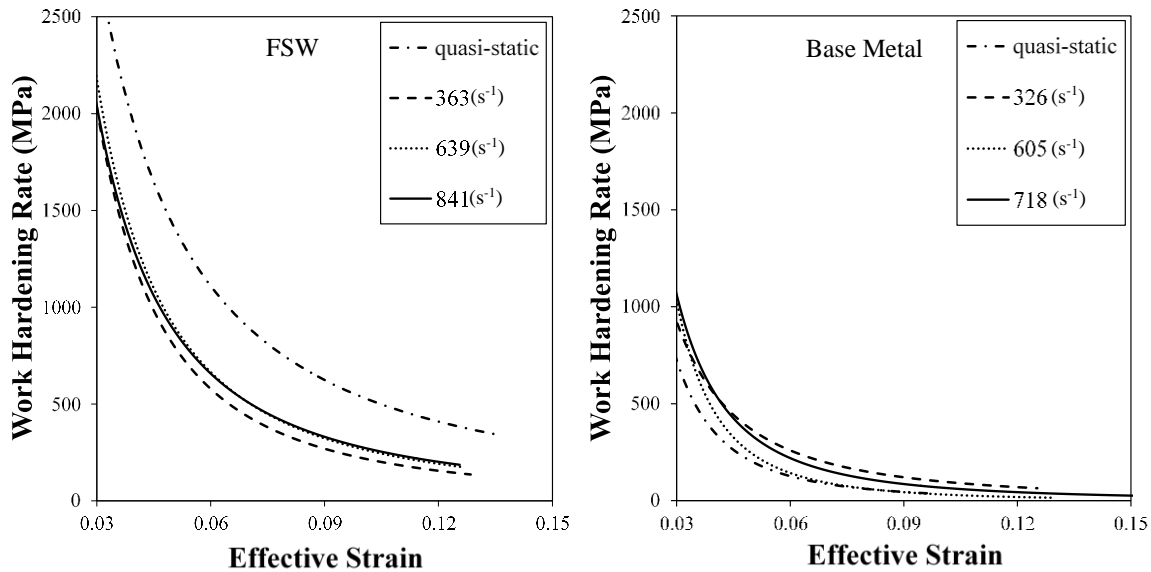 Work Hardening Rate (MPa)
2500
2000
1500
1000
500
0
FSW
quasi-static
363(s-1)
639(s-1)
841(s-1)
0.03 0.06 0.09 0.12 0.15
Effective Strain
Work Hardening Rate (MPa)
2500
2000
1500
1000
500
0
Base Metal
quasi-static
326 (s-1)
605 (s-1)
718 (s-1)
0.03 0.06 0.09 0.12 0.15
Effective Strain